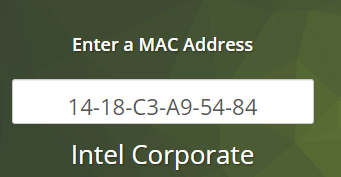 Enter a MAC Address
14-18-C3-A9-54-84
Intel Corporate